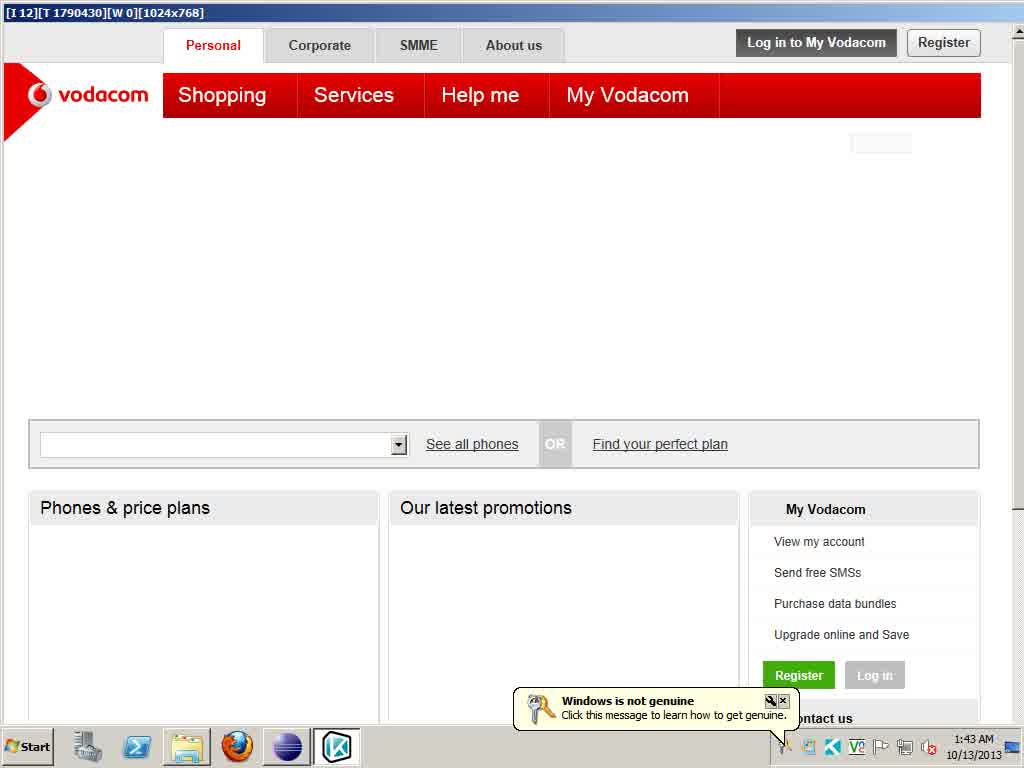 [I 12][T 1790430][W 0][1024x768]
Personal
Corporate
SMME
About us
Log in to My Vodacom
Register
vodacom
Shopping
Services
Help me
My Vodacom
See all phones
OR
Find your perfect plan
Phones & price plans
Our latest promotions
My Vodacom
View my account
Send free SMSs
Purchase data bundles
Upgrade online and Save
Register
Log in
Windows is not genuine
Click this message to learn how to get genuine.
ontact us
Start
1:43 AM
10/13/2013